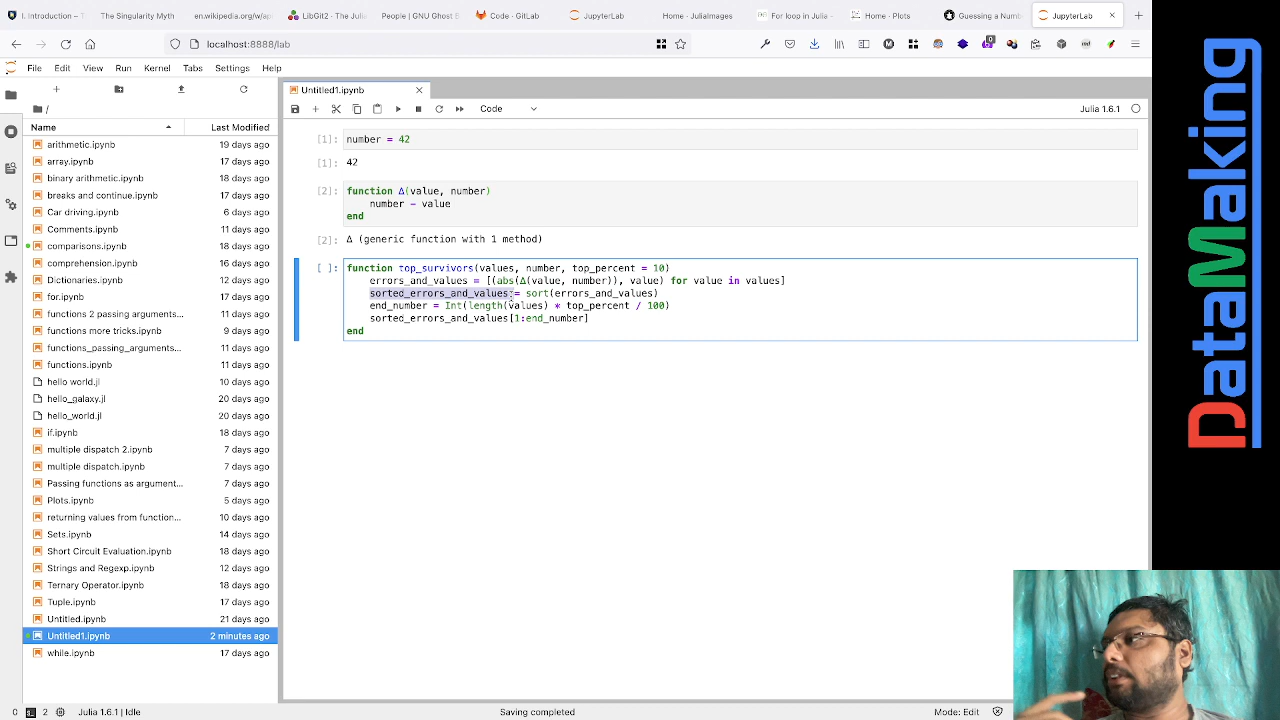 I. Introduction – T
The Singularity Myth
en.wikipedia.org/w/ap
LibGit2 · The Julia
People | GNU Ghost S
Code · GitLab
JupyterLab
Home · JuliaImages
For loop in Julia –
Home · Plots
Guessing a Numb
JupyterLab
localhost:8888/lab
File Edit View Run Kernel Tabs Settings Help
Untitled1.ipynb
Code
Julia 1.6.1
/
Name Last Modified
arithmetic.ipynb 19 days ago
array.ipynb 17 days ago
binary arithmetic.ipynb 18 days ago
breaks and continue.ipynb 17 days ago
Car driving.ipynb 6 days ago
Comments.ipynb 11 days ago
comparisons.ipynb 18 days ago
comprehension.ipynb 17 days ago
Dictionaries.ipynb 11 days ago
for.ipynb 17 days ago
functions 2 passing arguments... 11 days ago
functions more tricks.ipynb 9 days ago
functions_passing_arguments... 11 days ago
functions.ipynb 11 days ago
hello world.jl 10 days ago
hello_galaxy.jl 20 days ago
hello_world.jl 20 days ago
if.ipynb 18 days ago
multiple dispatch 2.ipynb 7 days ago
multiple dispatch.ipynb 7 days ago
Passing functions as argument... 7 days ago
Plots.ipynb 5 days ago
returning values from function... 10 days ago
Sets.ipynb 14 days ago
Short Circuit Evaluation.ipynb 18 days ago
Strings and Regexp.ipynb 12 days ago
Ternary Operator.ipynb 18 days ago
Tuple.ipynb 17 days ago
Untitled.ipynb 21 days ago
Untitled1.ipynb 2 minutes ago
while.ipynb 17 days ago
[1]: number = 42
[1]: 42
[2]: function Δ(value, number)
number - value
end
[2]: Δ (generic function with 1 method)
[ ]: function top_survivors(values, number, top_percent = 10)
errors_and_values = [(abs(Δ(value, number)), value) for value in values]
sorted_errors_and_values = sort(errors_and_values)
end_number = Int(length(values) * top_percent / 100)
sorted_errors_and_values[1:end_number]
end
DataMaking
0 2 Julia 1.6.1 | Idle
Saving completed
Mode: Edit